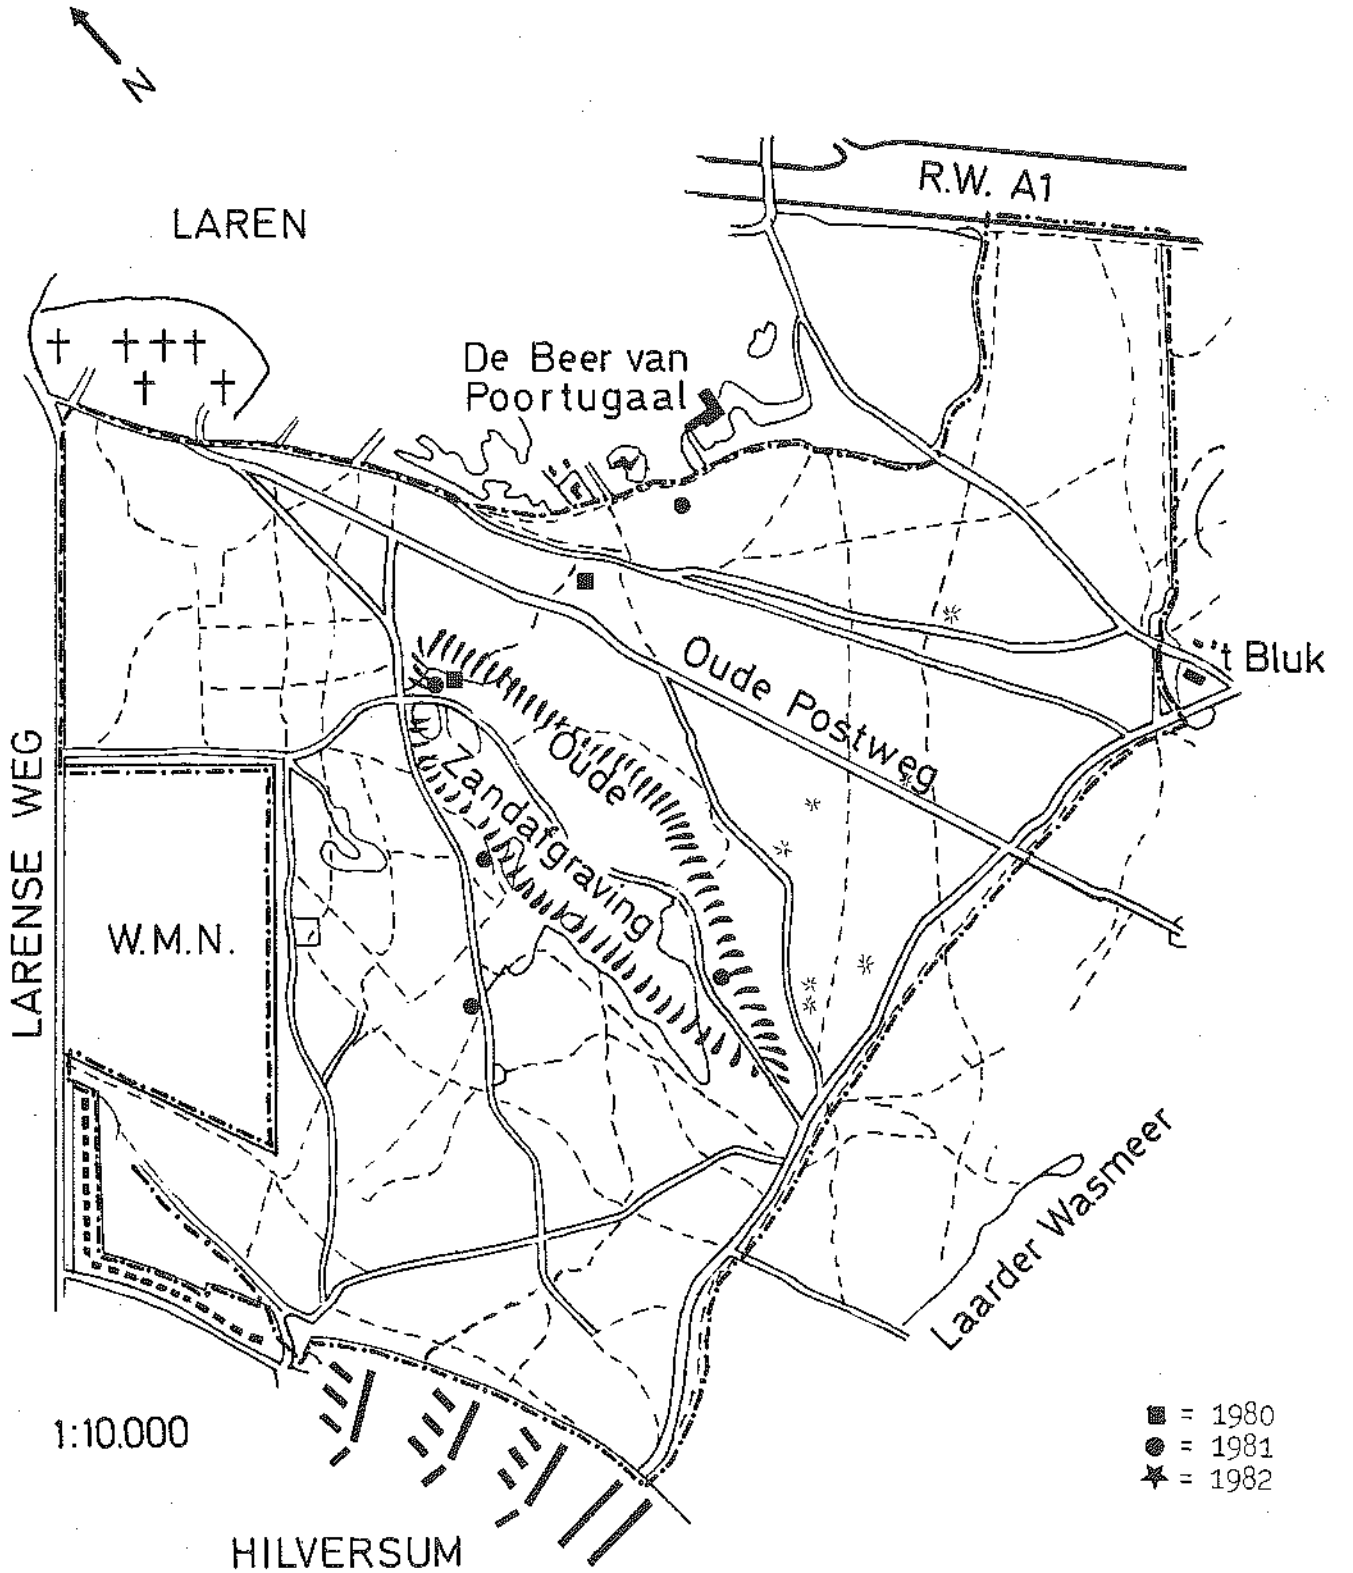 N
R.W. A1
LAREN
De Beer van
Poortugaal
't Bluk
Oude Postweg
Oude
Zandafgraving
LARENSE WEG
W.M.N.
Laarder Wasmeer
1:10.000
= 1980
= 1981
= 1982
HILVERSUM